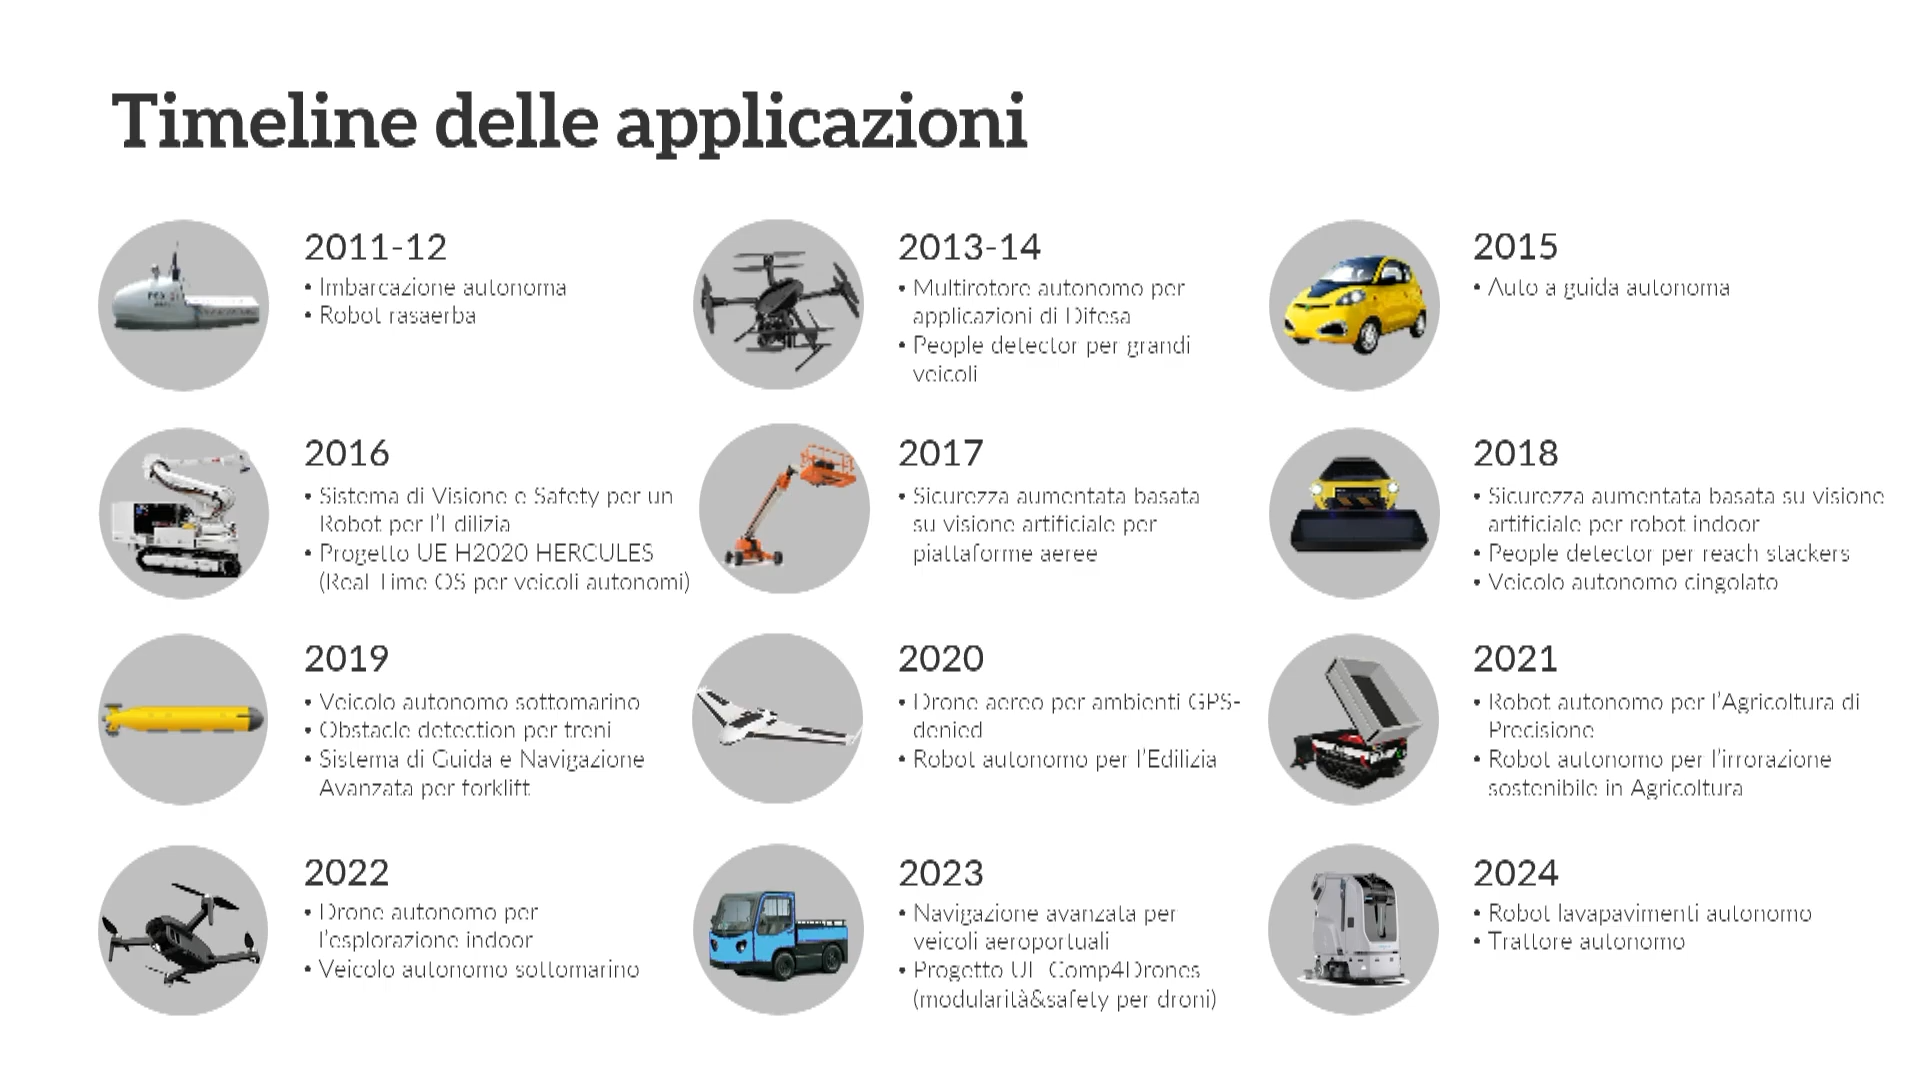 Timeline delle applicazioni
2011-12
• Imbarcazione autonoma
• Robot rasaerba
2013-14
• Multirotore autonomo per
applicazioni di Difesa
• People detector per grandi
veicoli
2015
• Auto a guida autonoma
2016
• Sistema di Visione e Safety per un
Robot per l'Edilizia
• Progetto UE H2020 HERCULES
(Real Time OS per veicoli autonomi)
2017
• Sicurezza aumentata basata
su visione artificiale per
piattaforme aeree
2018
• Sicurezza aumentata basata su visione
artificiale per robot indoor
• People detector per reach stackers
• Veicolo autonomo cingolato
2019
• Veicolo autonomo sottomarino
• Obstacle detection per treni
• Sistema di Guida e Navigazione
Avanzata per forklift
2020
• Drone aereo per ambienti GPS-
denied
• Robot autonomo per l'Edilizia
2021
• Robot autonomo per l'Agricoltura di
Precisione
• Robot autonomo per l'irrorazione
sostenibile in Agricoltura
2022
• Drone autonomo per
l'esplorazione indoor
• Veicolo autonomo sottomarino
2023
• Navigazione avanzata per
veicoli aeroportuali
• Progetto UE Comp4Drones
(modularità&safety per droni)
2024
• Robot lavapavimenti autonomo
• Trattore autonomo